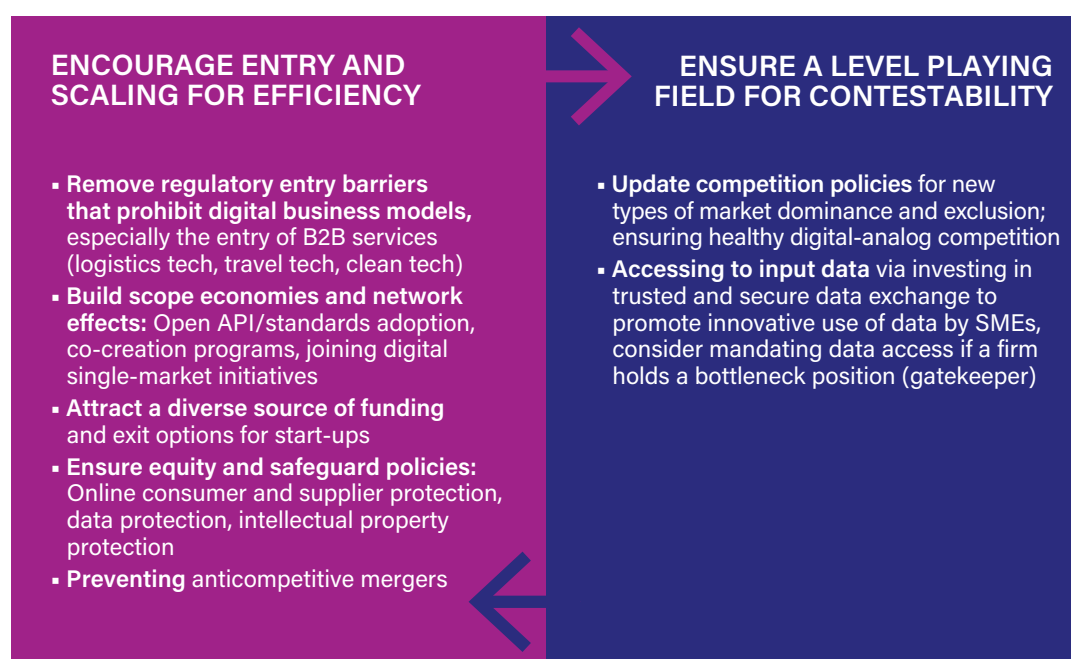 ENCOURAGE ENTRY AND
SCALING FOR EFFICIENCY
▪ Remove regulatory entry barriers
that prohibit digital business models,
especially the entry of B2B services
(logistics tech, travel tech, clean tech)
▪ Build scope economies and network
effects: Open API/standards adoption,
co-creation programs, joining digital
single-market initiatives
▪ Attract a diverse source of funding
and exit options for start-ups
▪ Ensure equity and safeguard policies:
Online consumer and supplier protection,
data protection, intellectual property
protection
▪ Preventing anticompetitive mergers
ENSURE A LEVEL PLAYING
FIELD FOR CONTESTABILITY
▪ Update competition policies for new
types of market dominance and exclusion;
ensuring healthy digital-analog competition
▪ Accessing to input data via investing in
trusted and secure data exchange to
promote innovative use of data by SMEs,
consider mandating data access if a firm
holds a bottleneck position (gatekeeper)